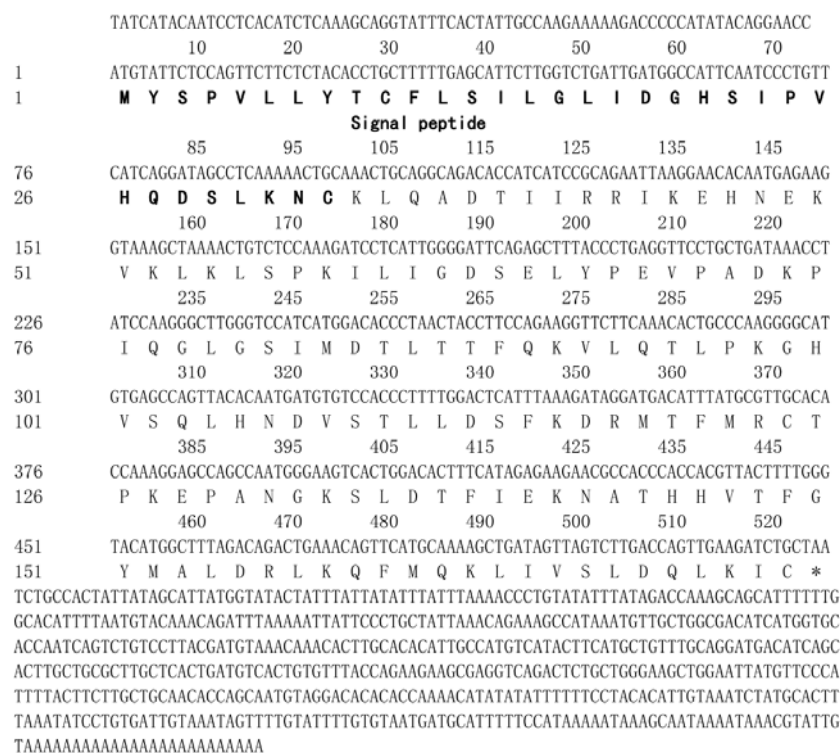 TATCATACAATCCTCACATCTCAAAGCAGGTATTTCACTATTGCCAAGAAAAAGACCCCCATATACAGGAACC
10 20 30 40 50 60 70
1 ATGTATTCTCCAGTTCTTCTCTACACCTGCTTTTTGAGCATTCTTGGTCTGATTGATGGCCATTCAATCCCTGTT
1 M Y S P V L L Y T C F L S I L G L I D G H S I P V
Signal peptide
85 95 105 115 125 135 145
76 CATCAGGATAGCCTCAAAAACTGCAAACTGCAGGCAGACACCATCATCCGCAGAATTAAGGAACACAATGAGAAG
26 H Q D S L K N C K L Q A D T I I R R I K E H N E K
160 170 180 190 200 210 220
151 GTAAAGCTAAAACTGTCTCCAAAGATCCTCATTGGGGATTCAGAGCTTTACCCTGAGGTTCCTGCTGATAAACCT
51 V K L K L S P K I L I G D S E L Y P E V P A D K P
235 245 255 265 275 285 295
226 ATCCAAGGGCTTGGGTCCATCATGGACACCCTAACTACCTTCCAGAAGGTTCTTCAAACACTGCCCAAGGGGCAT
76 I Q G L G S I M D T L T T F Q K V L Q T L P K G H
310 320 330 340 350 360 370
301 GTGAGCCAGTTACACAATGATGTGTCCACCCTTTTGGACTCATTTAAAGATAGGATGACATTTATGCGTTGCACA
101 V S Q L H N D V S T L L D S F K D R M T F M R C T
385 395 405 415 425 435 445
376 CCAAAGGAGCCAGCCAATGGGAAGTCACTGGACACTTTCATAGAGAAGAACGCCACCCACCACGTTACTTTTGGG
126 P K E P A N G K S L D T F I E K N A T H H V T F G
460 470 480 490 500 510 520
451 TACATGGCTTTAGACAGACTGAAACAGTTCATGCAAAAGCTGATAGTTAGTCTTGACCAGTTGAAGATCTGCTAA
151 Y M A L D R L K Q F M Q K L I V S L D Q L K I C *
TCTGCCACTATTATAGCATTATGGTATACTATTTATTATATTTATTTAAAACCCTGTATATTTATAGACCAAAGCAGCATTTTTTG
GCACATTTTAATGTACAAACAGATTTAAAAATTATTCCCTGCTATTAAACAGAAAGCCATAAATGTTGCTGGCGACATCATGGTGC
ACCAATCAGTCTGTCCTTACGATGTAAACAAACACTTGCACACATTGCCATGTCATACTTCATGCTGTTTGCAGGATGACATCAGC
ACTTGCTGCGCTTGCTCACTGATGTCACTGTGTTTACCAGAAGAAGCGAGGTCAGACTCTGCTGGGAAGCTGGAATTATGTTCCCA
TTTTACTTCTTGCTGCAACACCAGCAATGTAGGACACACACCAAAACATATATATTTTTTCCTACACATTGTAAATCTATGCACTT
TAAATATCCTGTGATTGTAAATAGTTTTGTATTTTGTGTAATGATGCATTTTTCCATAAAAATAAAGCAATAAAATAAACGTATTG
TAAAAAAAAAAAAAAAAAAAAAAAAA